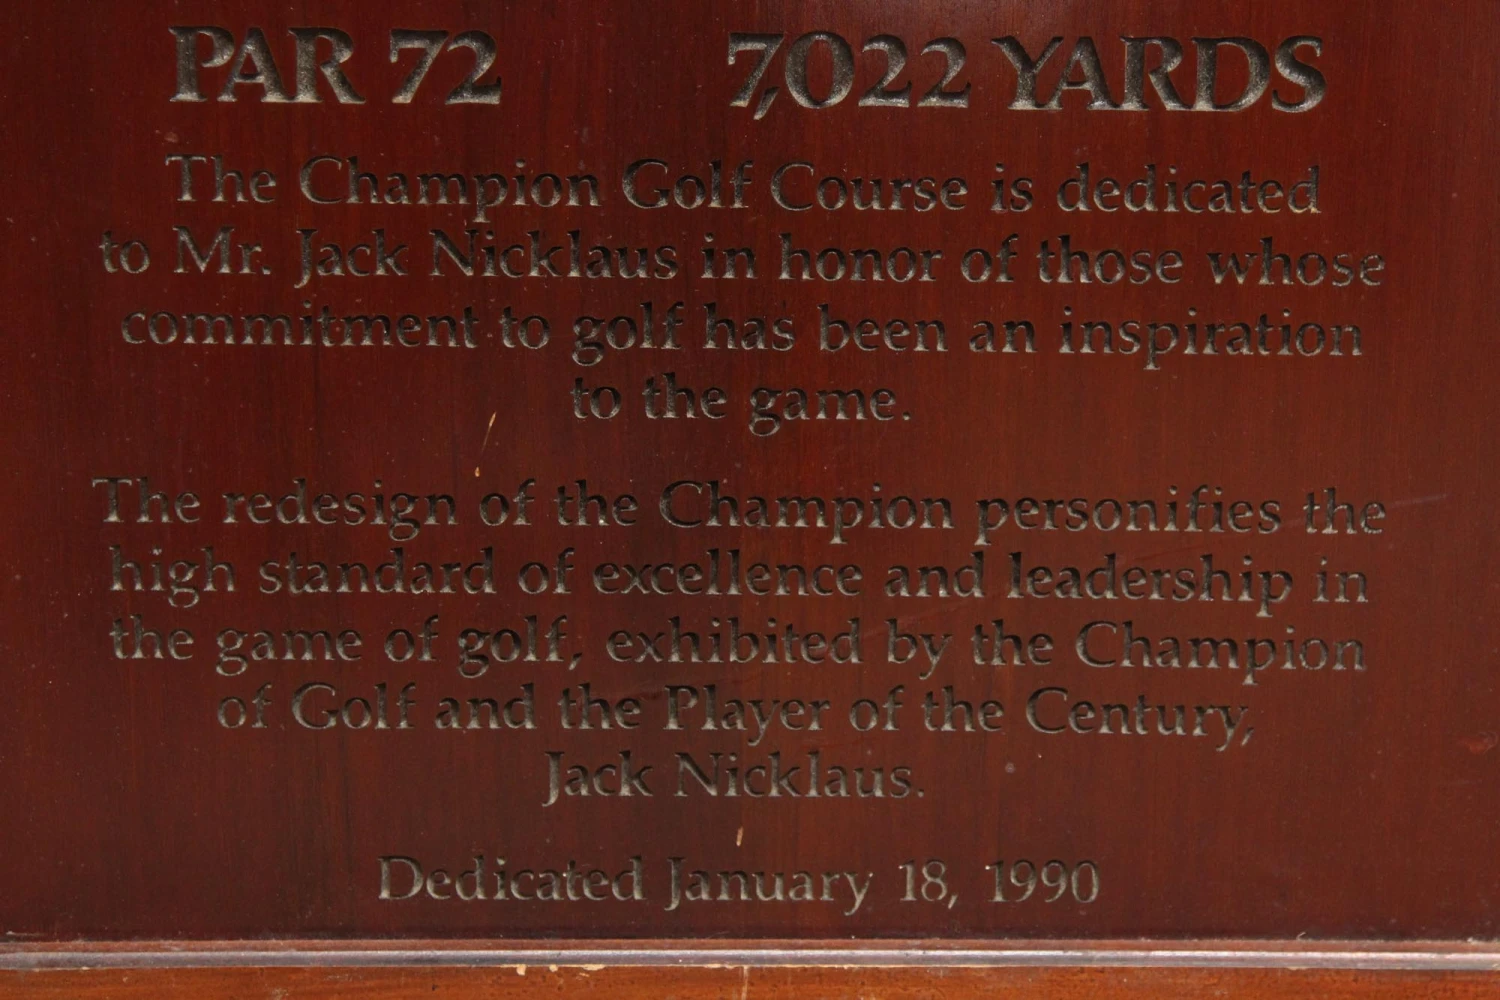 PAR 72 7,022 YARDS
The Champion Golf Course is dedicated
to Mr. Jack Nicklaus in honor of those whose
commitment to golf has been an inspiration
to the game.
The redesign of the Champion personifies the
high standard of excellence and leadership in
the game of golf, exhibited by the Champion
of Golf and the Player of the Century,
Jack Nicklaus.
Dedicated January 18, 1990